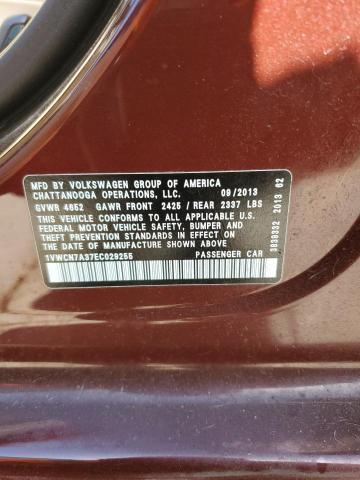 MFD BY VOLKSWAGEN GROUP OF AMERICA
CHATTANOOGA OPERATIONS, LLC. 09/2013
GVWR 4652 GAWR FRONT 2425 / REAR 2337 LBS
THIS VEHICLE CONFORMS TO ALL APPLICABLE U.S.
FEDERAL MOTOR VEHICLE SAFETY, BUMPER AND
THEFT PREVENTION STANDARDS IN EFFECT ON THE
DATE OF MANUFACTURE SHOWN ABOVE
1VWCN7A37EC029255 PASSENGER CAR
3839332 2013 62